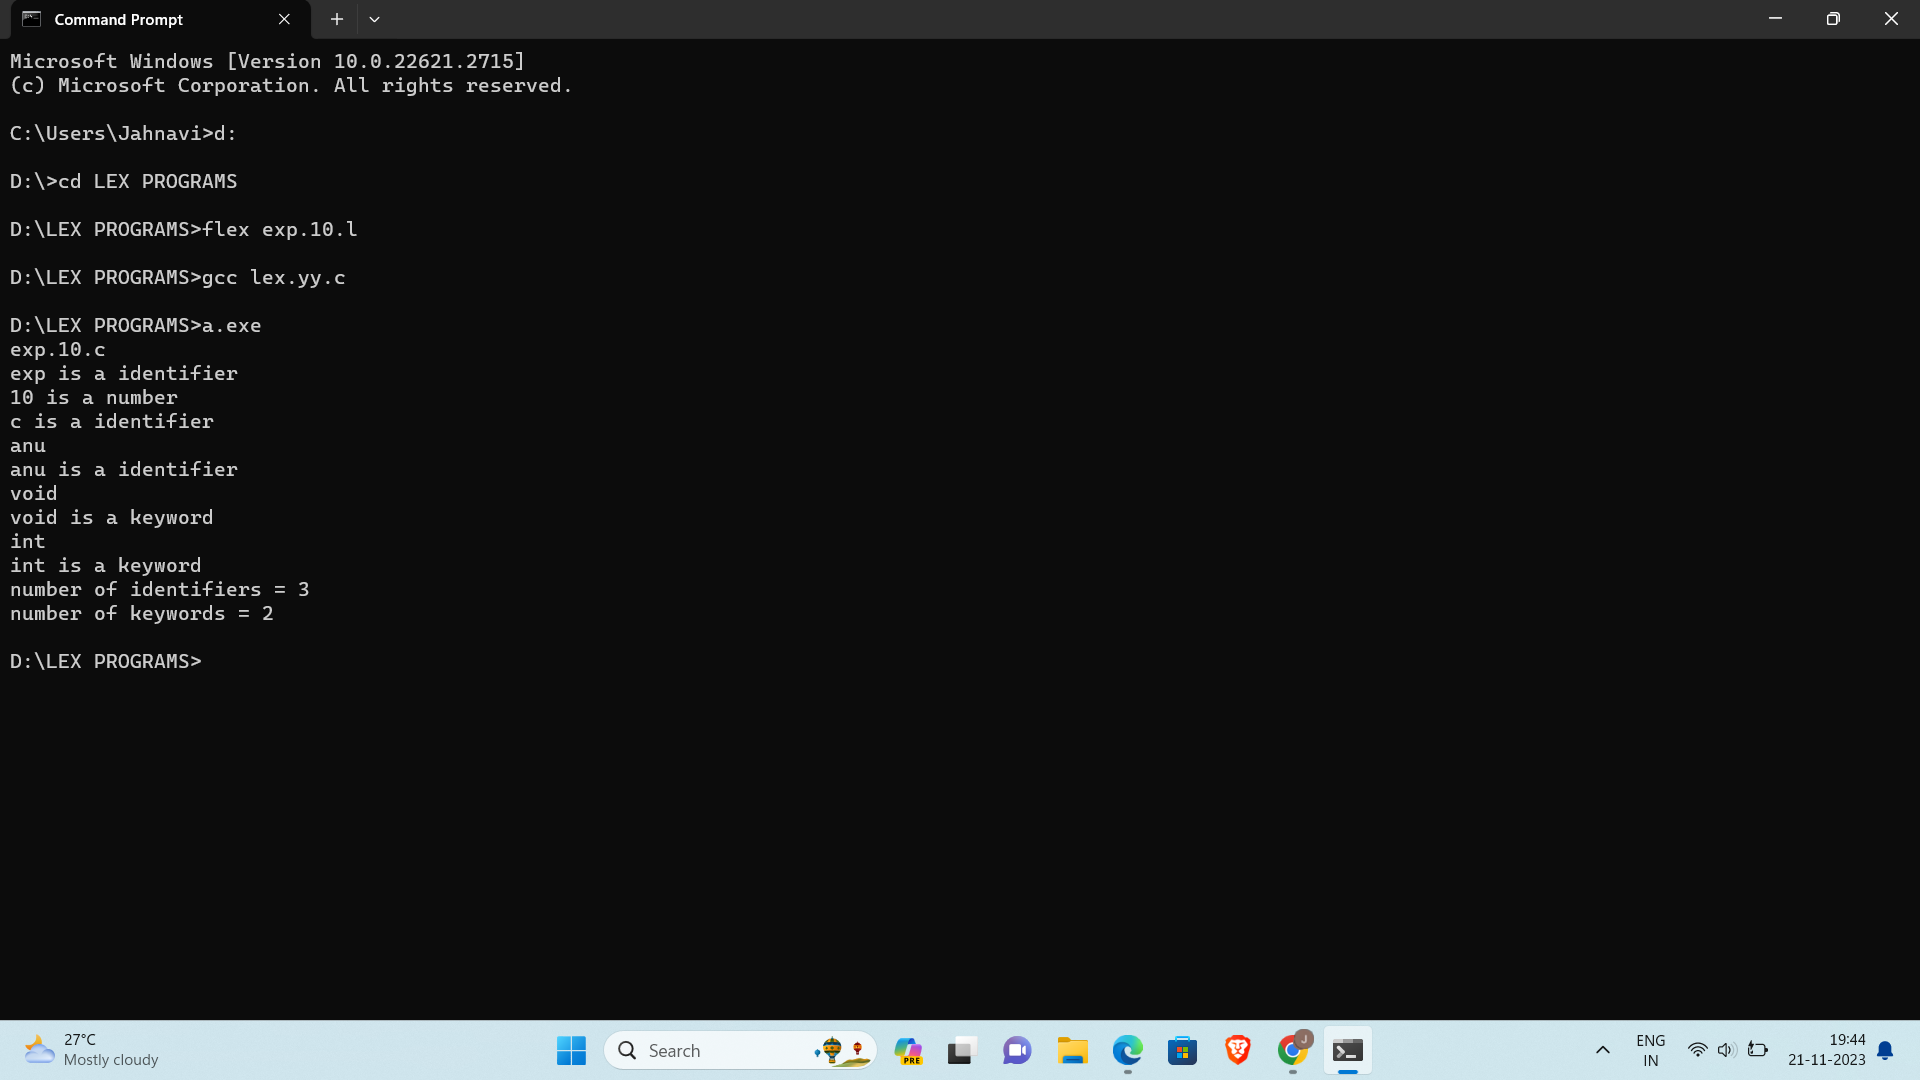 Command Prompt
Microsoft Windows [Version 10.0.22621.2715]
(c) Microsoft Corporation. All rights reserved.
C:\Users\Jahnavi>d:
D:\>cd LEX PROGRAMS
D:\LEX PROGRAMS>flex exp.10.l
D:\LEX PROGRAMS>gcc lex.yy.c
D:\LEX PROGRAMS>a.exe
exp.10.c
exp is a identifier
10 is a number
c is a identifier
anu
anu is a identifier
void
void is a keyword
int
int is a keyword
number of identifiers = 3
number of keywords = 2
D:\LEX PROGRAMS>
27°C
Mostly cloudy
Search
PRE
J
ENG
IN
19:44
21-11-2023